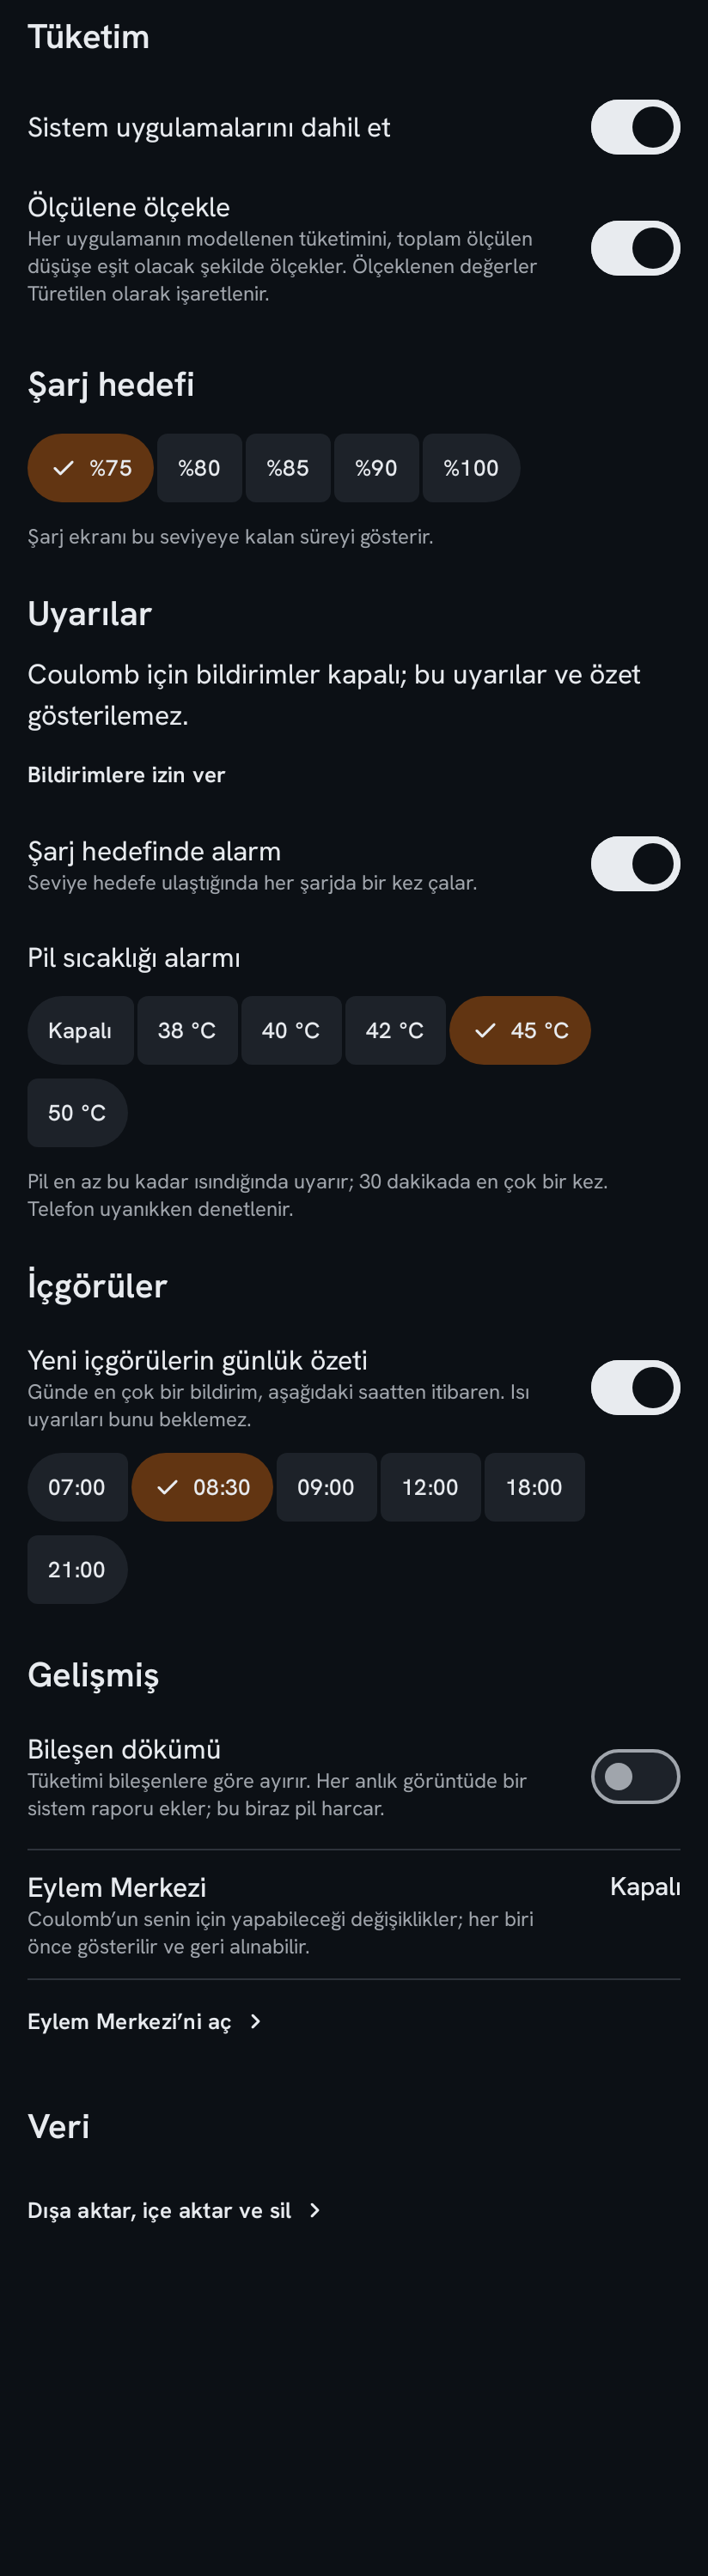 Tüketim
Sistem uygulamalarını dahil et
Ölçülene ölçekle
Her uygulamanın modellenen tüketimini, toplam ölçülen
düşüşe eşit olacak şekilde ölçekler. Ölçeklenen değerler
Türetilen olarak işaretlenir.
Şarj hedefi
%75 %80 %85 %90 %100
Şarj ekranı bu seviyeye kalan süreyi gösterir.
Uyarılar
Coulomb için bildirimler kapalı; bu uyarılar ve özet
gösterilemez.
Bildirimlere izin ver
Şarj hedefinde alarm
Seviye hedefe ulaştığında her şarjda bir kez çalar.
Pil sıcaklığı alarmı
Kapalı 38 °C 40 °C 42 °C 45 °C
50 °C
Pil en az bu kadar ısındığında uyarır; 30 dakikada en çok bir kez.
Telefon uyanıkken denetlenir.
İçgörüler
Yeni içgörülerin günlük özeti
Günde en çok bir bildirim, aşağıdaki saatten itibaren. Isı
uyarıları bunu beklemez.
07:00 08:30 09:00 12:00 18:00
21:00
Gelişmiş
Bileşen dökümü
Tüketimi bileşenlere göre ayırır. Her anlık görüntüde bir
sistem raporu ekler; bu biraz pil harcar.
Eylem Merkezi Kapalı
Coulomb’un senin için yapabileceği değişiklikler; her biri
önce gösterilir ve geri alınabilir.
Eylem Merkezi’ni aç
Veri
Dışa aktar, içe aktar ve sil